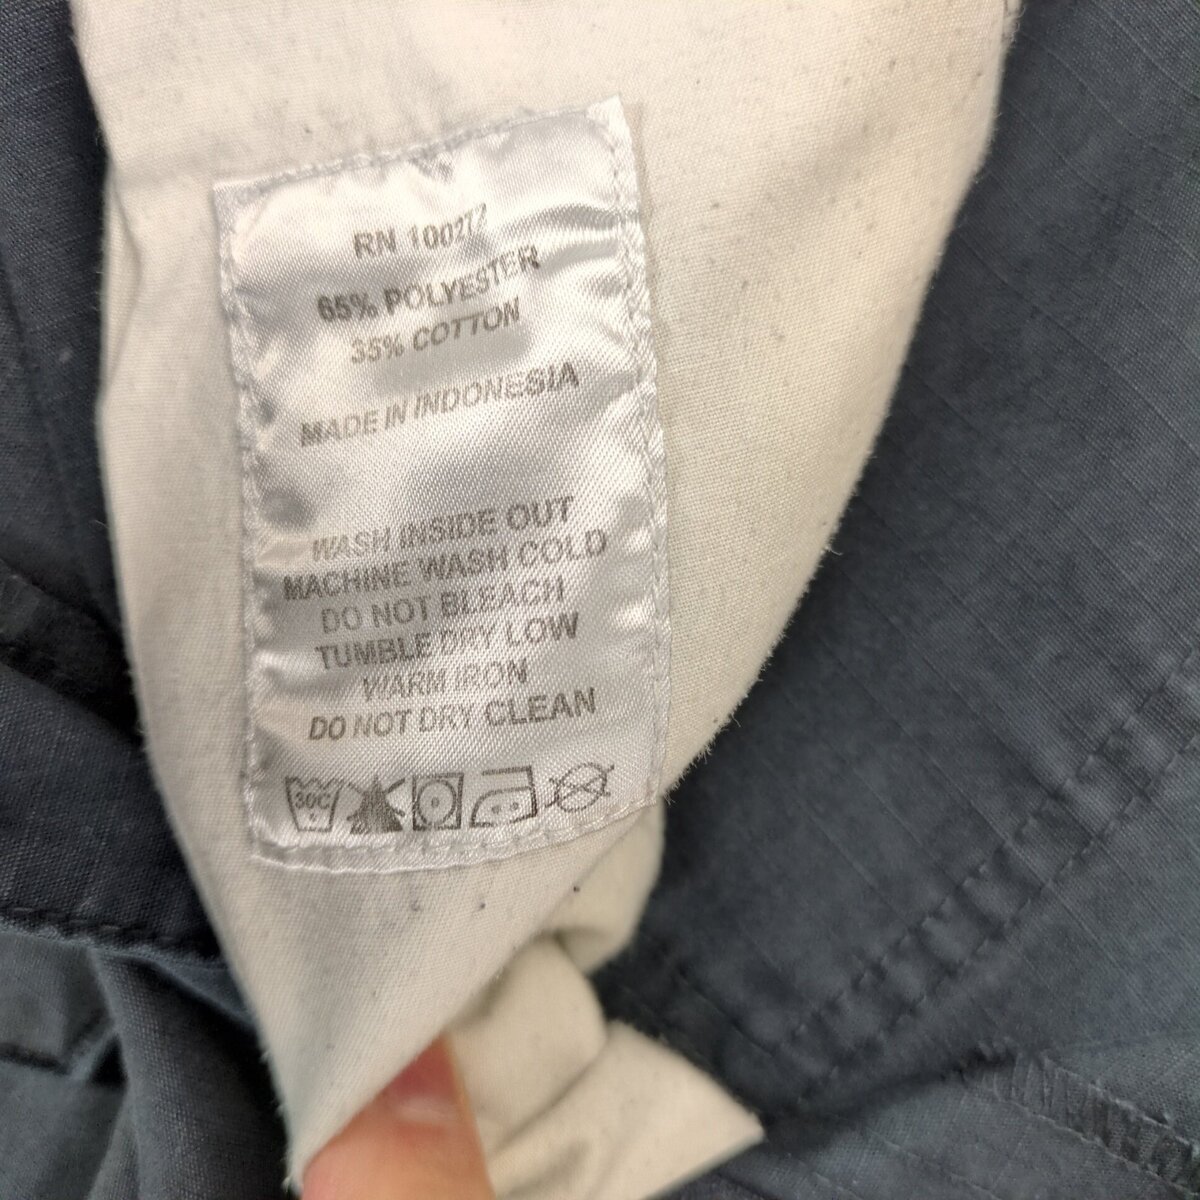 RN 100272
65% POLYESTER
35% COTTON
MADE IN INDONESIA
WASH INSIDE OUT
MACHINE WASH COLD
DO NOT BLEACH
TUMBLE DRY LOW
WARM IRON
DO NOT DRY CLEAN
30C